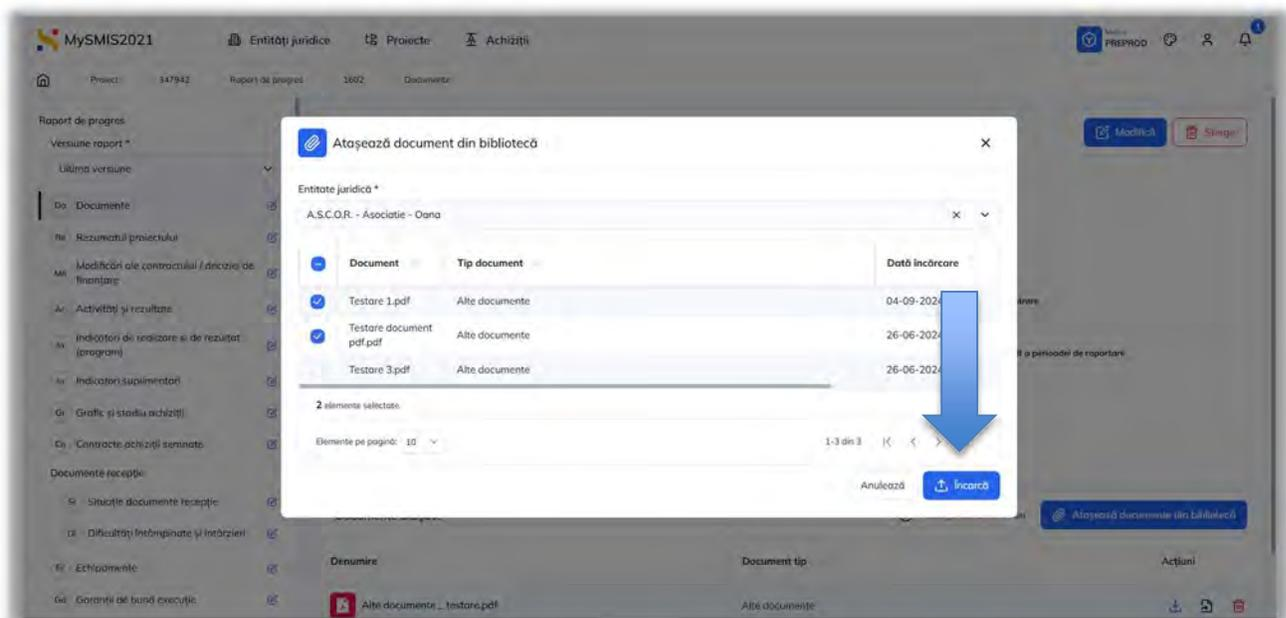 MySMIS2021
Entități juridice
Proiecte
Achiziții
PREPROD
1
Proiect
347942
Raport de progres
1602
Documente
Raport de progres
Versiune raport *
Ultima versiune
Modifică
Șterge
Do Documente
Rezumatul proiectului
Modificări ale contractului / deciziei de
finanțare
Activități și rezultate
Indicatori de realizare și de rezultat
(program)
Indicatori suplimentari
Grafic și stadiu achiziții
Contracte achiziții semnate
Documente recepție
Situație documente recepție
Dificultăți întâmpinate și întârzieri
Echipamente
Garanții de bună execuție
Atașează document din bibliotecă
Entitate juridică *
A.S.C.O.R. - Asociatie - Oana
Document
Tip document
Dată încărcare
Testare 1.pdf
Alte documente
04-09-2024
Testare document
pdf.pdf
Alte documente
26-06-2024
Testare 3.pdf
Alte documente
26-06-2024
2 elemente selectate.
Elemente pe pagină: 10
1-3 din 3
Anulează
Încarcă
a perioadei de raportare
Atașează documente din bibliotecă
Denumire
Document tip
Acțiuni
Alte documente _ testare.pdf
Alte documente